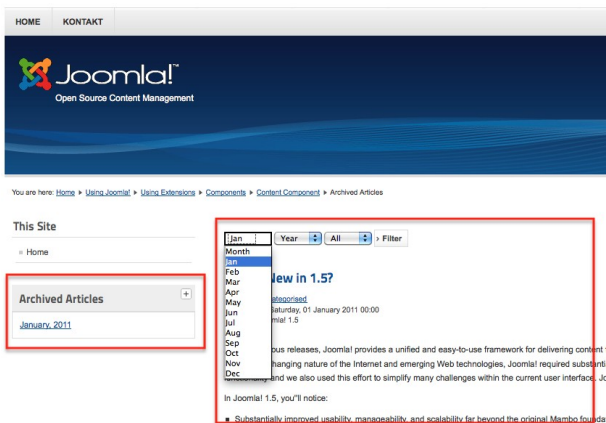 HOME KONTAKT
Joomla!™
Open Source Content Management
You are here: Home ▸ Using Joomla! ▸ Using Extensions ▸ Components ▸ Content Component ▸ Archived Articles
This Site
Home
Archived Articles +
January, 2011
Jan Year All › Filter
Month
Jan
Feb
Mar
Apr
May
Jun
Jul
Aug
Sep
Oct
Nov
Dec
New in 1.5?
ategorised
aturday, 01 January 2011 00:00
mla! 1.5
ous releases, Joomla! provides a unified and easy-to-use framework for delivering content
hanging nature of the Internet and emerging Web technologies, Joomla! required substanti
and we also used this effort to simplify many challenges within the current user interface. Jo
In Joomla! 1.5, you"ll notice:
■ Substantially improved usability, manageability, and scalability far beyond the original Mambo founda